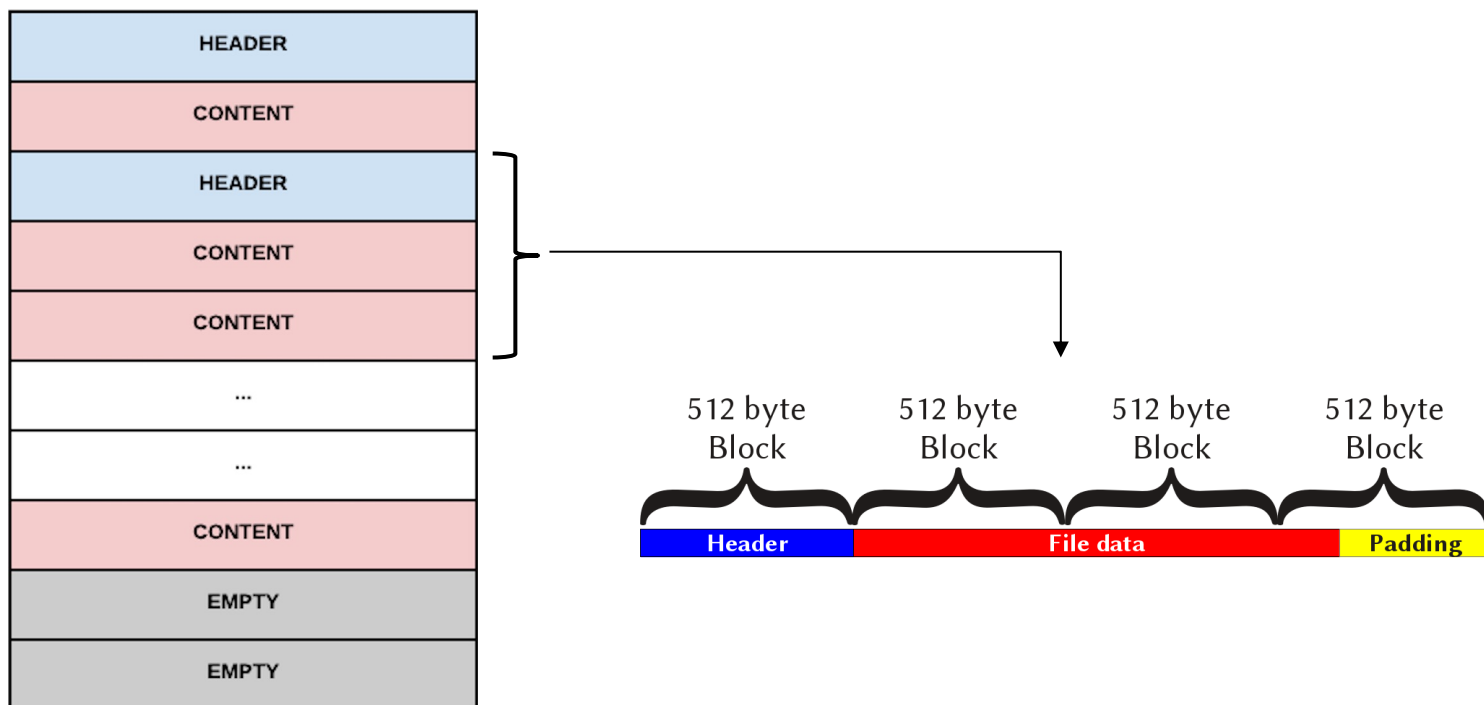 HEADER
CONTENT
HEADER
CONTENT
CONTENT
...
...
CONTENT
EMPTY
EMPTY
512 byte
Block
512 byte
Block
512 byte
Block
512 byte
Block
Header
File data
Padding